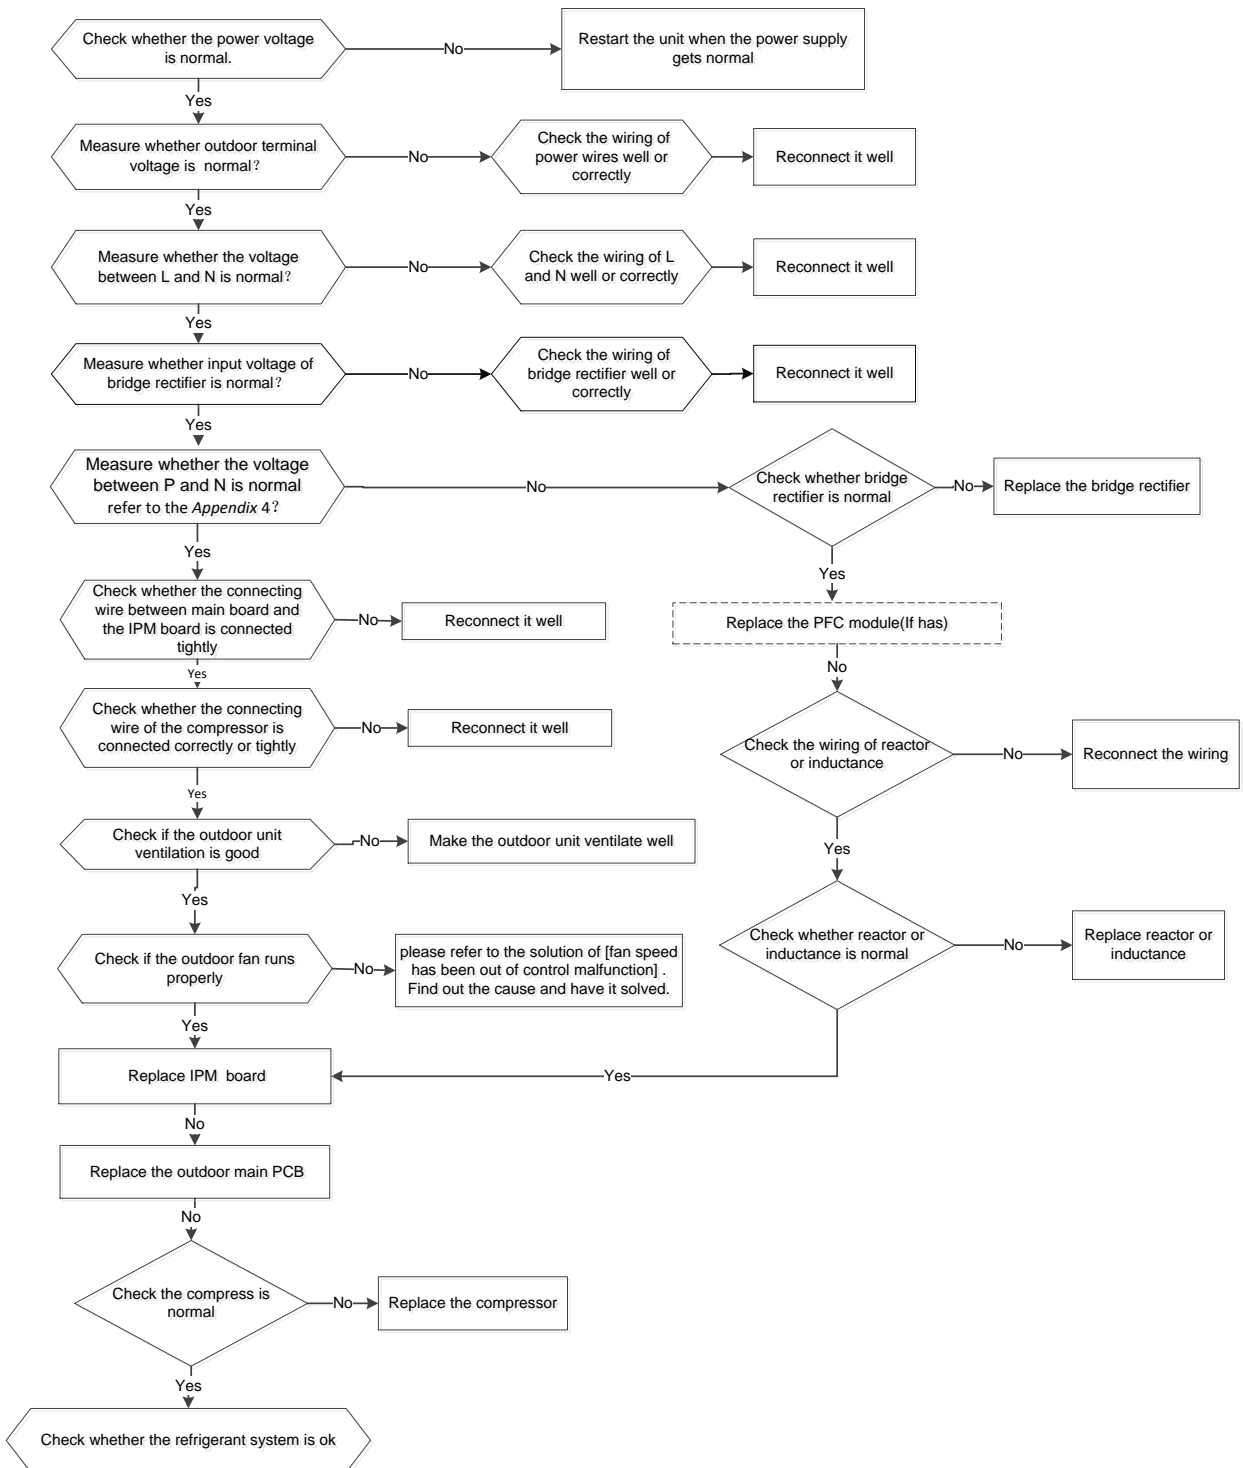 Check whether the power voltage
is normal.
No
Restart the unit when the power supply
gets normal
Yes
Measure whether outdoor terminal
voltage is normal?
No
Check the wiring of
power wires well or
correctly
Reconnect it well
Yes
Measure whether the voltage
between L and N is normal?
No
Check the wiring of L
and N well or correctly
Reconnect it well
Yes
Measure whether input voltage of
bridge rectifier is normal?
No
Check the wiring of
bridge rectifier well or
correctly
Reconnect it well
Yes
Measure whether the voltage
between P and N is normal
refer to the Appendix 4?
No
Check whether bridge
rectifier is normal
No
Replace the bridge rectifier
Yes
Yes
Check whether the connecting
wire between main board and
the IPM board is connected
tightly
No
Reconnect it well
Replace the PFC module(If has)
No
Yes
Check whether the connecting
wire of the compressor is
connected correctly or tightly
No
Reconnect it well
Check the wiring of reactor
or inductance
No
Reconnect the wiring
Yes
Check if the outdoor unit
ventilation is good
No
Make the outdoor unit ventilate well
Yes
Yes
Check if the outdoor fan runs
properly
No
please refer to the solution of [fan speed
has been out of control malfunction] .
Find out the cause and have it solved.
Check whether reactor or
inductance is normal
No
Replace reactor or
inductance
Yes
Replace IPM board
Yes
No
Replace the outdoor main PCB
No
Check the compress is
normal
No
Replace the compressor
Yes
Check whether the refrigerant system is ok